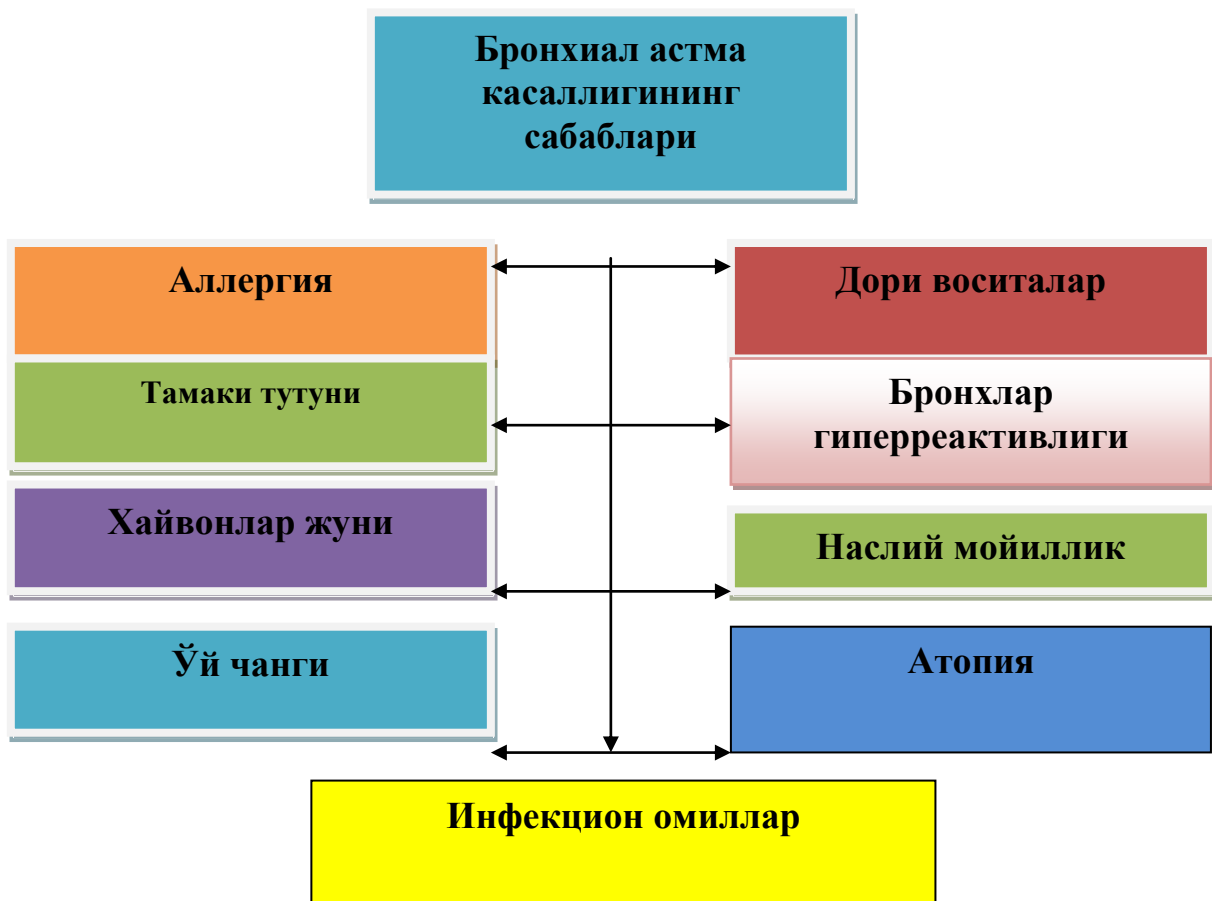 Бронхиал астма
касаллигининг
сабаблари
Аллергия
Дори воситалар
Тамаки тутуни
Бронхлар
гиперреактивлиги
Хайвонлар жуни
Наслий мойиллик
Ўй чанги
Атопия
Инфекцион омиллар